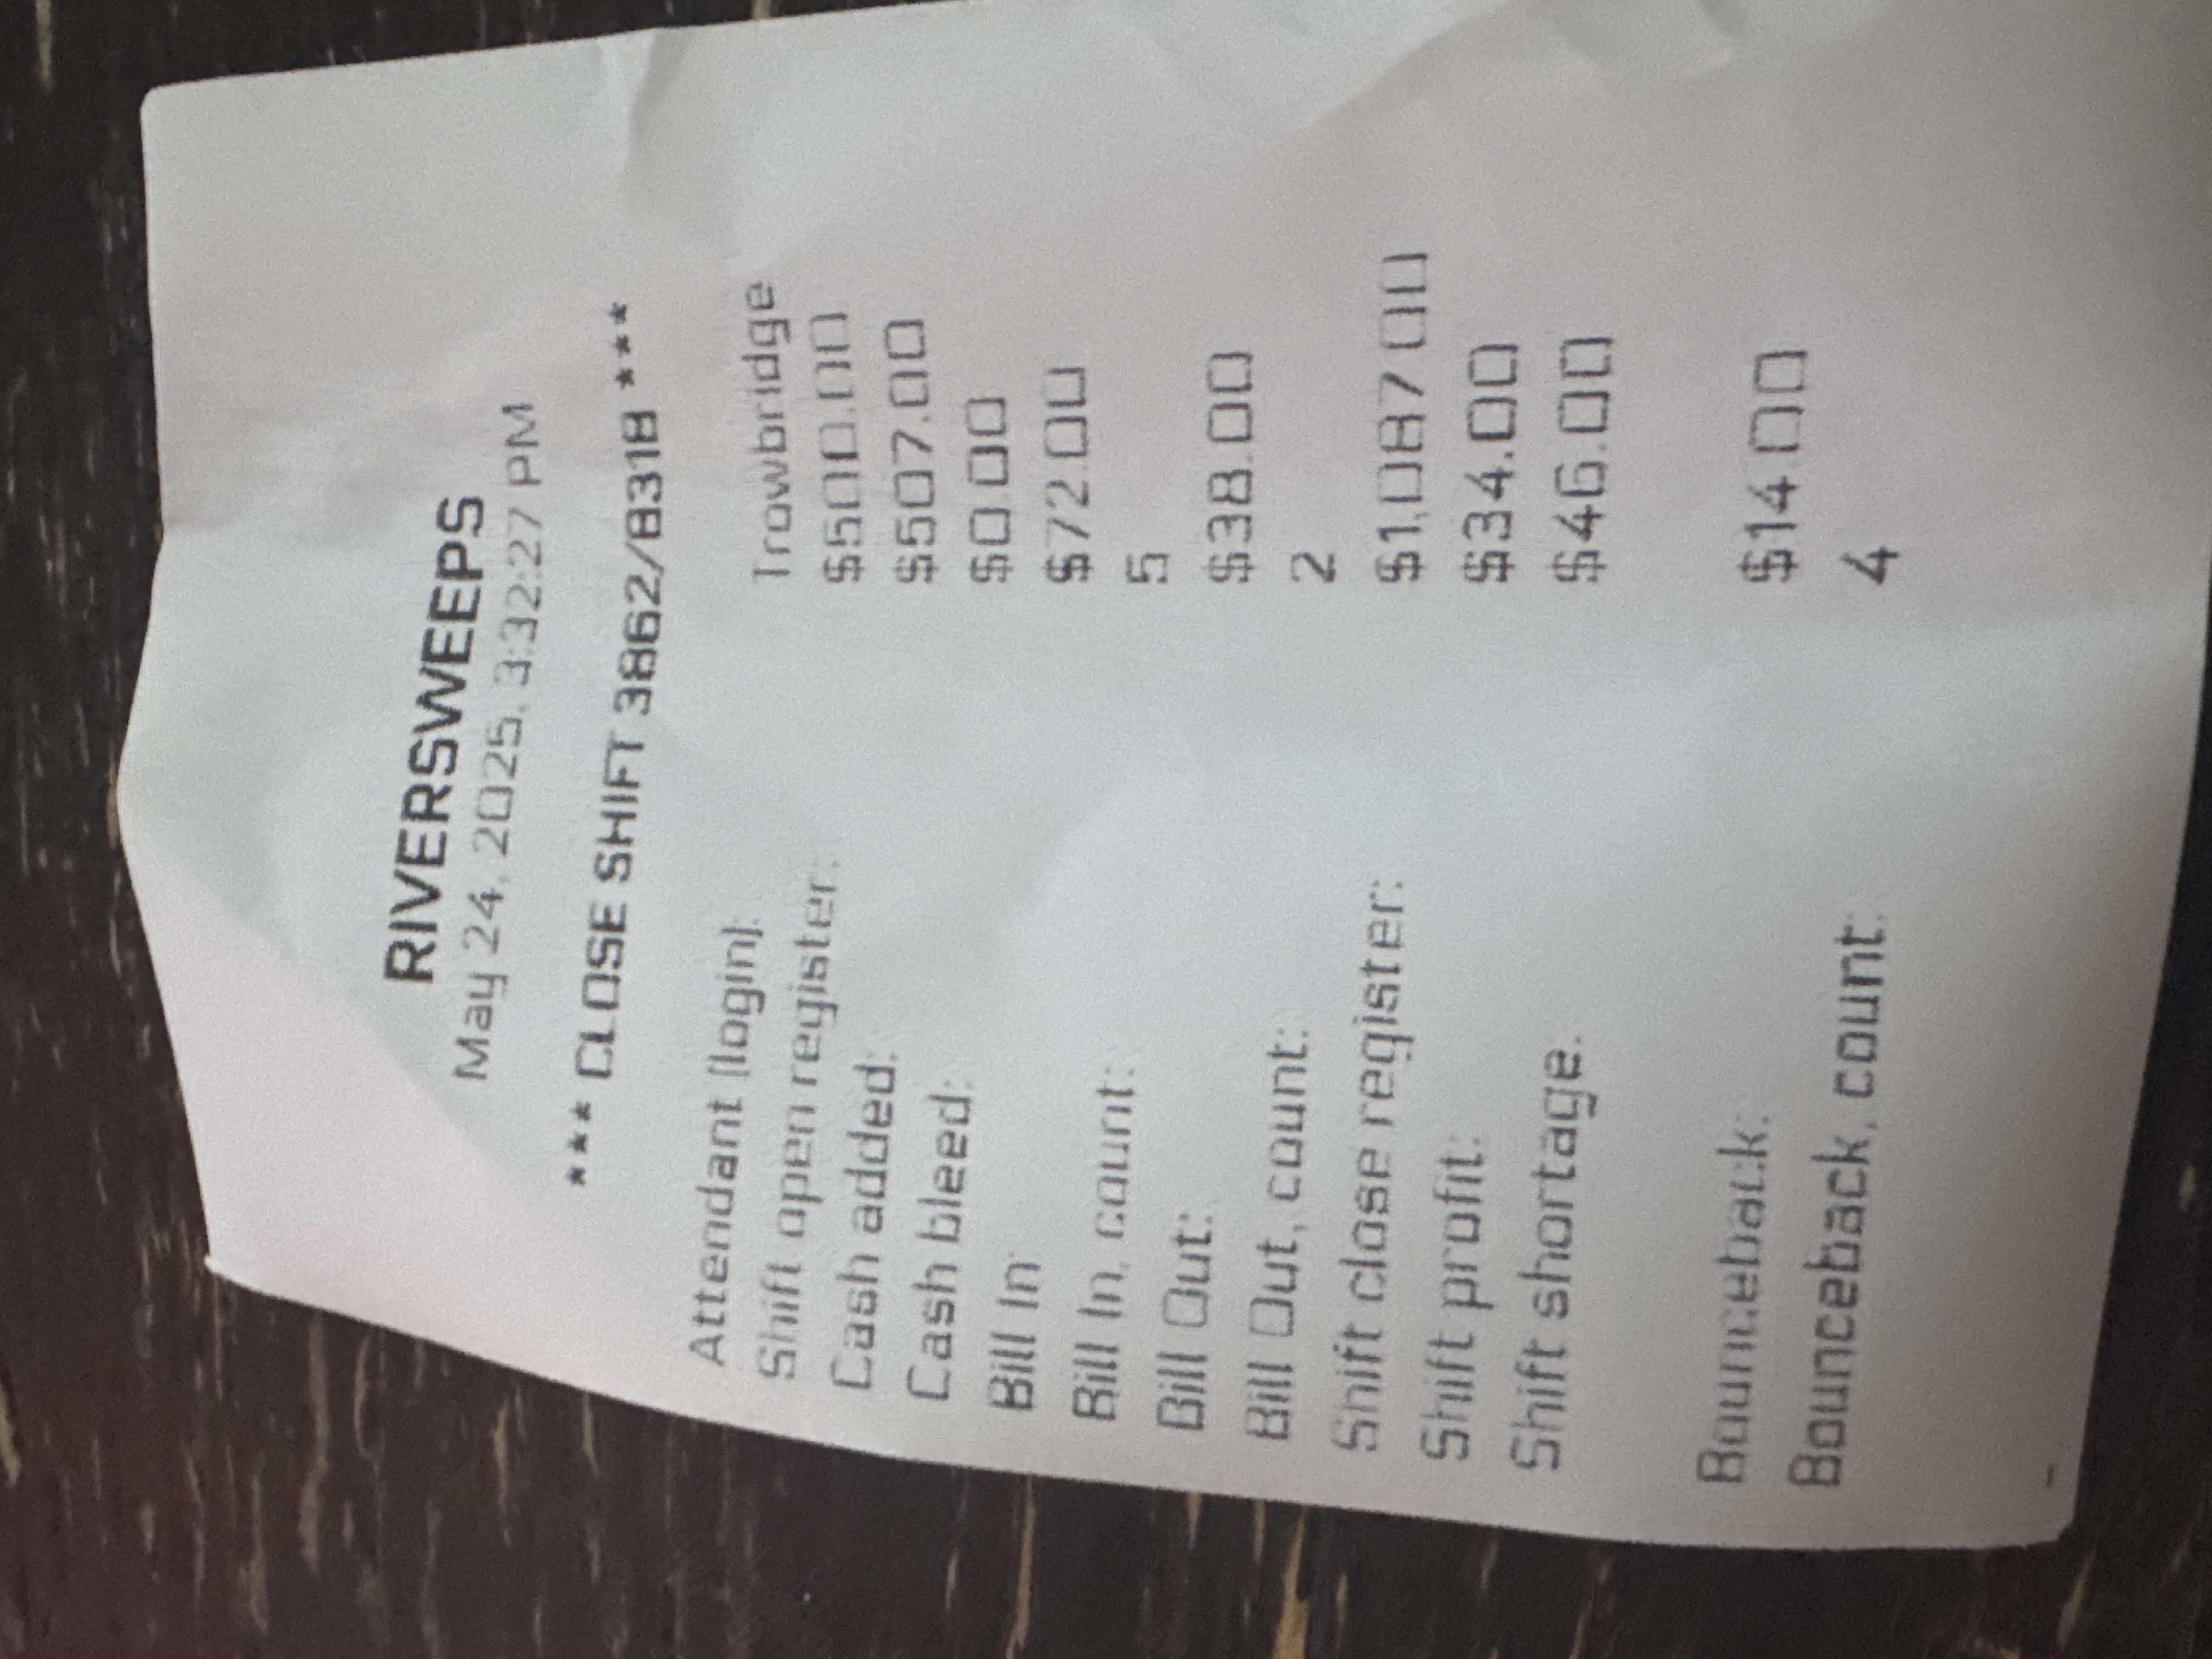 RIVERSWEEPS
May 24, 2025, 3:32:27 PM
*** CLOSE SHIFT 3862/8318 ***
Attendant [login]: Trowbridge
Shift open register: $500.00
Cash added: $507.00
Cash bleed: $0.00
Bill In: $72.00
Bill In, count: 5
Bill Out: $38.00
Bill Out, count: 2
Shift close register: $1,087.00
Shift profit: $34.00
Shift shortage: $46.00
Bounceback: $14.00
Bounceback, count: 4